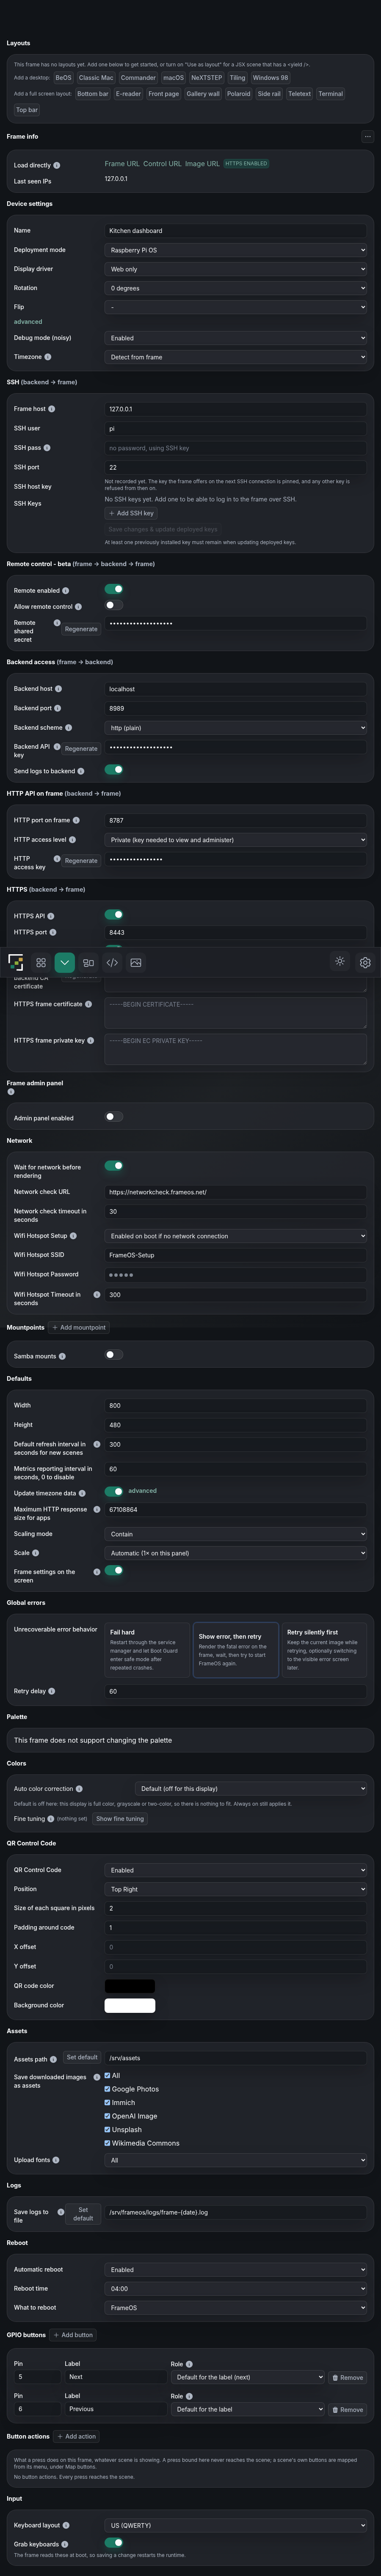 Layouts
This frame has no layouts yet. Add one below to get started, or turn on "Use as layout" for a JSX scene that has a <yield />.
Add a desktop: BeOS Classic Mac Commander macOS NeXTSTEP Tiling Windows 98
Add a full screen layout: Bottom bar E-reader Front page Gallery wall Polaroid Side rail Teletext Terminal
Top bar
Frame info
Load directly Frame URL Control URL Image URL HTTPS ENABLED
Last seen IPs 127.0.0.1
Device settings
Name Kitchen dashboard
Deployment mode Raspberry Pi OS
Display driver Web only
Rotation 0 degrees
Flip -
advanced
Debug mode (noisy) Enabled
Timezone Detect from frame
SSH (backend → frame)
Frame host 127.0.0.1
SSH user pi
SSH pass no password, using SSH key
SSH port 22
SSH host key Not recorded yet. The key the frame offers on the next SSH connection is pinned, and any other key is
refused from then on.
SSH Keys No SSH keys yet. Add one to be able to log in to the frame over SSH.
+ Add SSH key
Save changes & update deployed keys
At least one previously installed key must remain when updating deployed keys.
Remote control - beta (frame → backend → frame)
Remote enabled
Allow remote control
Remote
shared
secret Regenerate ••••••••••••••••••
Backend access (frame → backend)
Backend host localhost
Backend port 8989
Backend scheme http (plain)
Backend API
key Regenerate ••••••••••••••••••
Send logs to backend
HTTP API on frame (backend → frame)
HTTP port on frame 8787
HTTP access level Private (key needed to view and administer)
HTTP
access key Regenerate ••••••••••••••••
HTTPS (backend → frame)
HTTPS API
HTTPS port 8443
certificate
HTTPS frame certificate -----BEGIN CERTIFICATE-----
HTTPS frame private key -----BEGIN EC PRIVATE KEY-----
Frame admin panel
Admin panel enabled
Network
Wait for network before
rendering
Network check URL https://networkcheck.frameos.net/
Network check timeout in
seconds 30
Wifi Hotspot Setup Enabled on boot if no network connection
Wifi Hotspot SSID FrameOS-Setup
Wifi Hotspot Password •••••
Wifi Hotspot Timeout in
seconds 300
Mountpoints + Add mountpoint
Samba mounts
Defaults
Width 800
Height 480
Default refresh interval in
seconds for new scenes 300
Metrics reporting interval in
seconds, 0 to disable 60
Update timezone data advanced
Maximum HTTP response
size for apps 67108864
Scaling mode Contain
Scale Automatic (1× on this panel)
Frame settings on the
screen
Global errors
Unrecoverable error behavior
Fail hard
Restart through the service
manager and let Boot Guard
enter safe mode after
repeated crashes.
Show error, then retry
Render the fatal error on the
frame, wait, then try to start
FrameOS again.
Retry silently first
Keep the current image while
retrying, optionally switching
to the visible error screen
later.
Retry delay 60
Palette
This frame does not support changing the palette
Colors
Auto color correction Default (off for this display)
Default is off here: this display is full color, grayscale or two-color, so there is nothing to fit. Always on still applies it.
Fine tuning (nothing set) Show fine tuning
QR Control Code
QR Control Code Enabled
Position Top Right
Size of each square in pixels 2
Padding around code 1
X offset 0
Y offset 0
QR code color
Background color
Assets
Assets path Set default /srv/assets
Save downloaded images
as assets
All
Google Photos
Immich
OpenAI Image
Unsplash
Wikimedia Commons
Upload fonts All
Logs
Save logs to
file Set
default /srv/frameos/logs/frame-{date}.log
Reboot
Automatic reboot Enabled
Reboot time 04:00
What to reboot FrameOS
GPIO buttons + Add button
Pin Label Role
5 Next Default for the label (next) Remove
Pin Label Role
6 Previous Default for the label Remove
Button actions + Add action
What a press does on this frame, whatever scene is showing. A press bound here never reaches the scene; a scene's own buttons are mapped
from its menu, under Map buttons.
No button actions. Every press reaches the scene.
Input
Keyboard layout US (QWERTY)
Grab keyboards
The frame reads these at boot, so saving a change restarts the runtime.